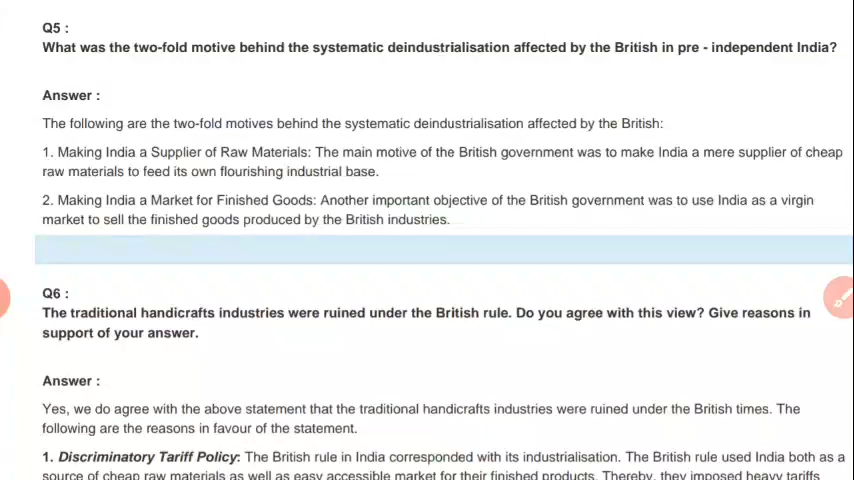 Q5 :
What was the two-fold motive behind the systematic deindustrialisation affected by the British in pre - independent India?
Answer :
The following are the two-fold motives behind the systematic deindustrialisation affected by the British:
1. Making India a Supplier of Raw Materials: The main motive of the British government was to make India a mere supplier of cheap
raw materials to feed its own flourishing industrial base.
2. Making India a Market for Finished Goods: Another important objective of the British government was to use India as a virgin
market to sell the finished goods produced by the British industries.
Q6 :
The traditional handicrafts industries were ruined under the British rule. Do you agree with this view? Give reasons in
support of your answer.
Answer :
Yes, we do agree with the above statement that the traditional handicrafts industries were ruined under the British times. The
following are the reasons in favour of the statement.
1. Discriminatory Tariff Policy: The British rule in India corresponded with its industrialisation. The British rule used India both as a
source of cheap raw materials as well as easy accessible market for their finished products. Thereby, they imposed heavy tariffs